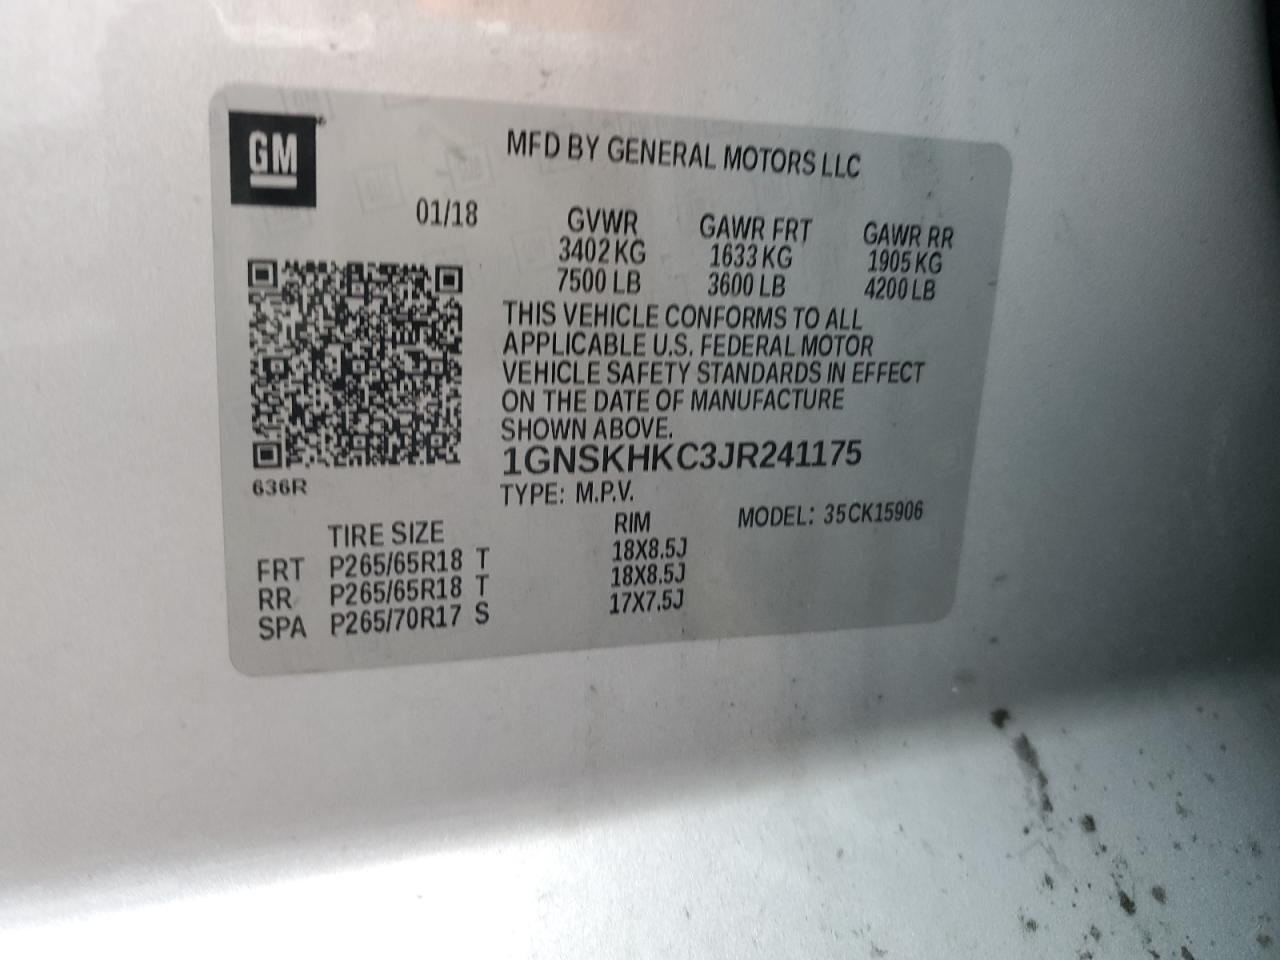 GM
MFD BY GENERAL MOTORS LLC
01/18
GVWR GAWR FRT GAWR RR
3402 KG 1633 KG 1905 KG
7500 LB 3600 LB 4200 LB
THIS VEHICLE CONFORMS TO ALL
APPLICABLE U.S. FEDERAL MOTOR
VEHICLE SAFETY STANDARDS IN EFFECT
ON THE DATE OF MANUFACTURE
SHOWN ABOVE.
1GNSKHKC3JR241175
636R
TYPE: M.P.V.
MODEL: 35CK15906
TIRE SIZE RIM
FRT P265/65R18 T 18X8.5J
RR P265/65R18 T 18X8.5J
SPA P265/70R17 S 17X7.5J